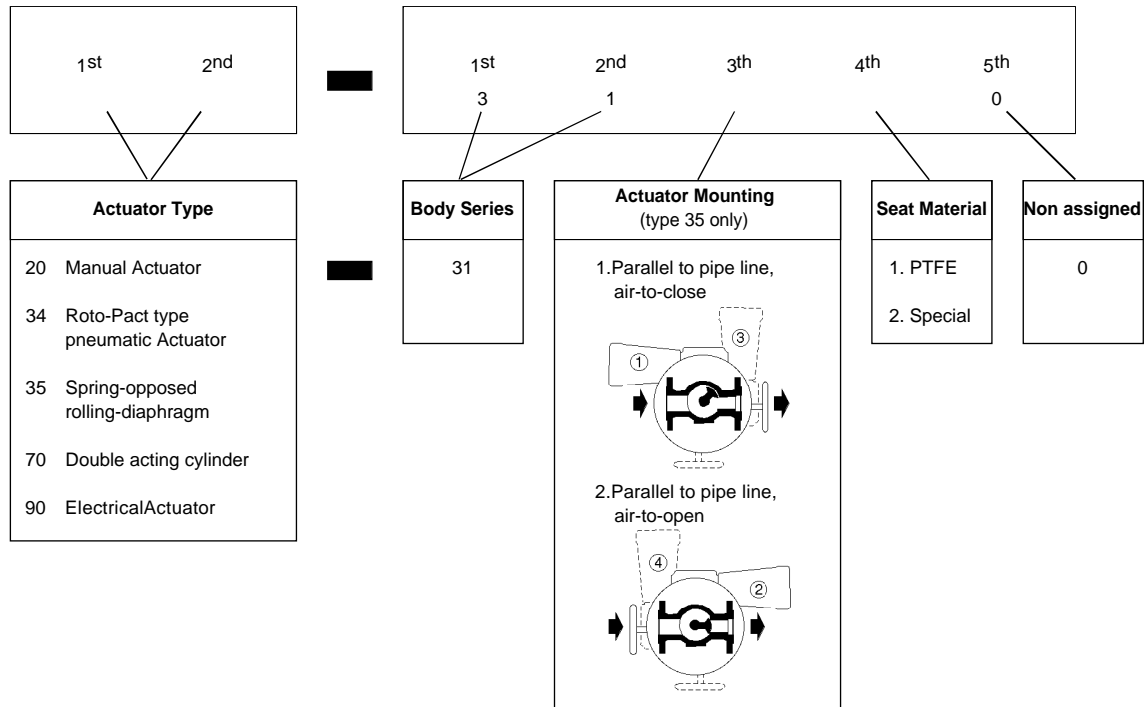 1st 2nd
1st 2nd 3th 4th 5th
3 1 0
Actuator Type
20 Manual Actuator
34 Roto-Pact type
pneumatic Actuator
35 Spring-opposed
rolling-diaphragm
70 Double acting cylinder
90 ElectricalActuator
Body Series
31
Actuator Mounting
(type 35 only)
1.Parallel to pipe line,
air-to-close
③
①
2.Parallel to pipe line,
air-to-open
④
②
Seat Material
1. PTFE
2. Special
Non assigned
0